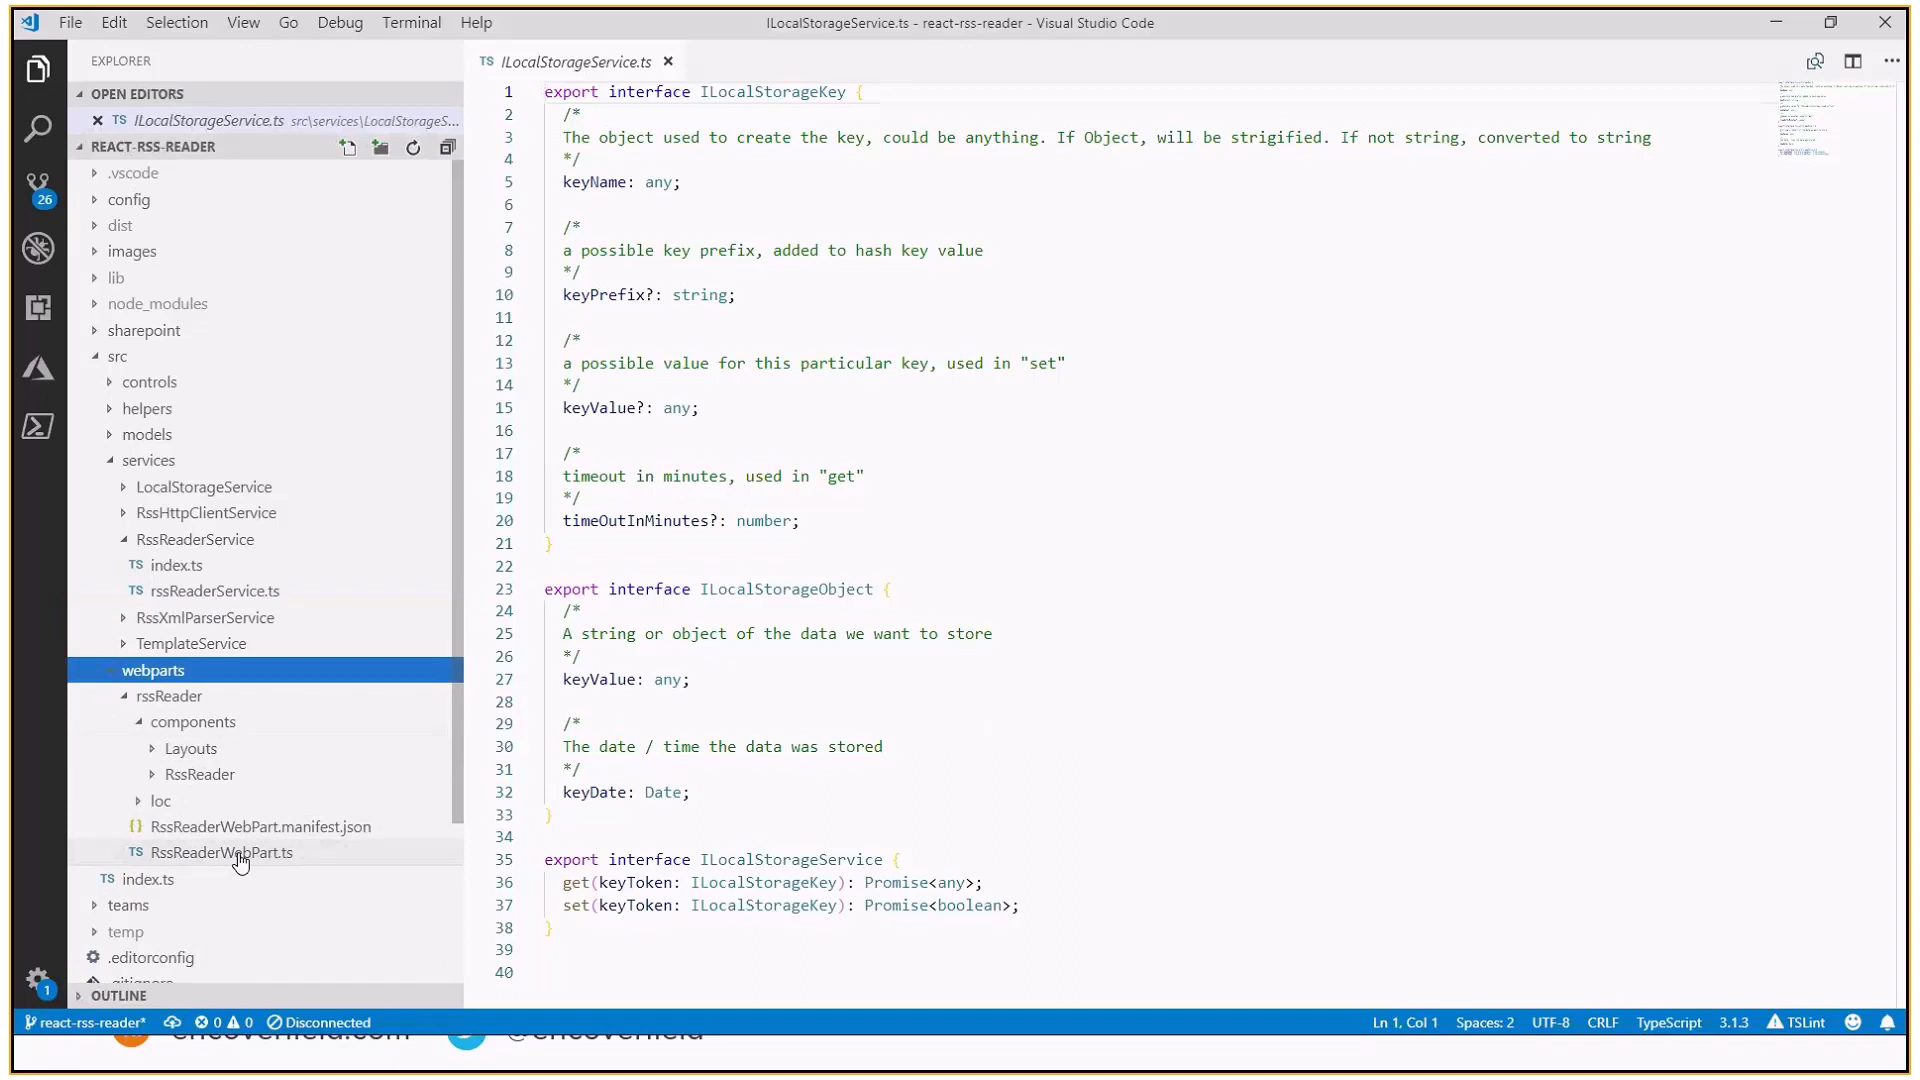 File Edit Selection View Go Debug Terminal Help
ILocalStorageService.ts - react-rss-reader - Visual Studio Code
EXPLORER
OPEN EDITORS
TS ILocalStorageService.ts src\services\LocalStorageS...
REACT-RSS-READER
.vscode
config
dist
images
lib
node_modules
sharepoint
src
controls
helpers
models
services
LocalStorageService
RssHttpClientService
RssReaderService
TS index.ts
TS rssReaderService.ts
RssXmlParserService
TemplateService
webparts
rssReader
components
Layouts
RssReader
loc
{} RssReaderWebPart.manifest.json
TS RssReaderWebPart.ts
TS index.ts
teams
temp
.editorconfig
.gitignore
OUTLINE
26
1
TS ILocalStorageService.ts
1 export interface ILocalStorageKey {
2 /*
3 The object used to create the key, could be anything. If Object, will be strigified. If not string, converted to string
4 */
5 keyName: any;
6
7 /*
8 a possible key prefix, added to hash key value
9 */
10 keyPrefix?: string;
11
12 /*
13 a possible value for this particular key, used in "set"
14 */
15 keyValue?: any;
16
17 /*
18 timeout in minutes, used in "get"
19 */
20 timeOutInMinutes?: number;
21 }
22
23 export interface ILocalStorageObject {
24 /*
25 A string or object of the data we want to store
26 */
27 keyValue: any;
28
29 /*
30 The date / time the data was stored
31 */
32 keyDate: Date;
33 }
34
35 export interface ILocalStorageService {
36 get(keyToken: ILocalStorageKey): Promise<any>;
37 set(keyToken: ILocalStorageKey): Promise<boolean>;
38 }
39
40
react-rss-reader* 0 0 Disconnected
Ln 1, Col 1 Spaces: 2 UTF-8 CRLF TypeScript 3.1.3 TSLint